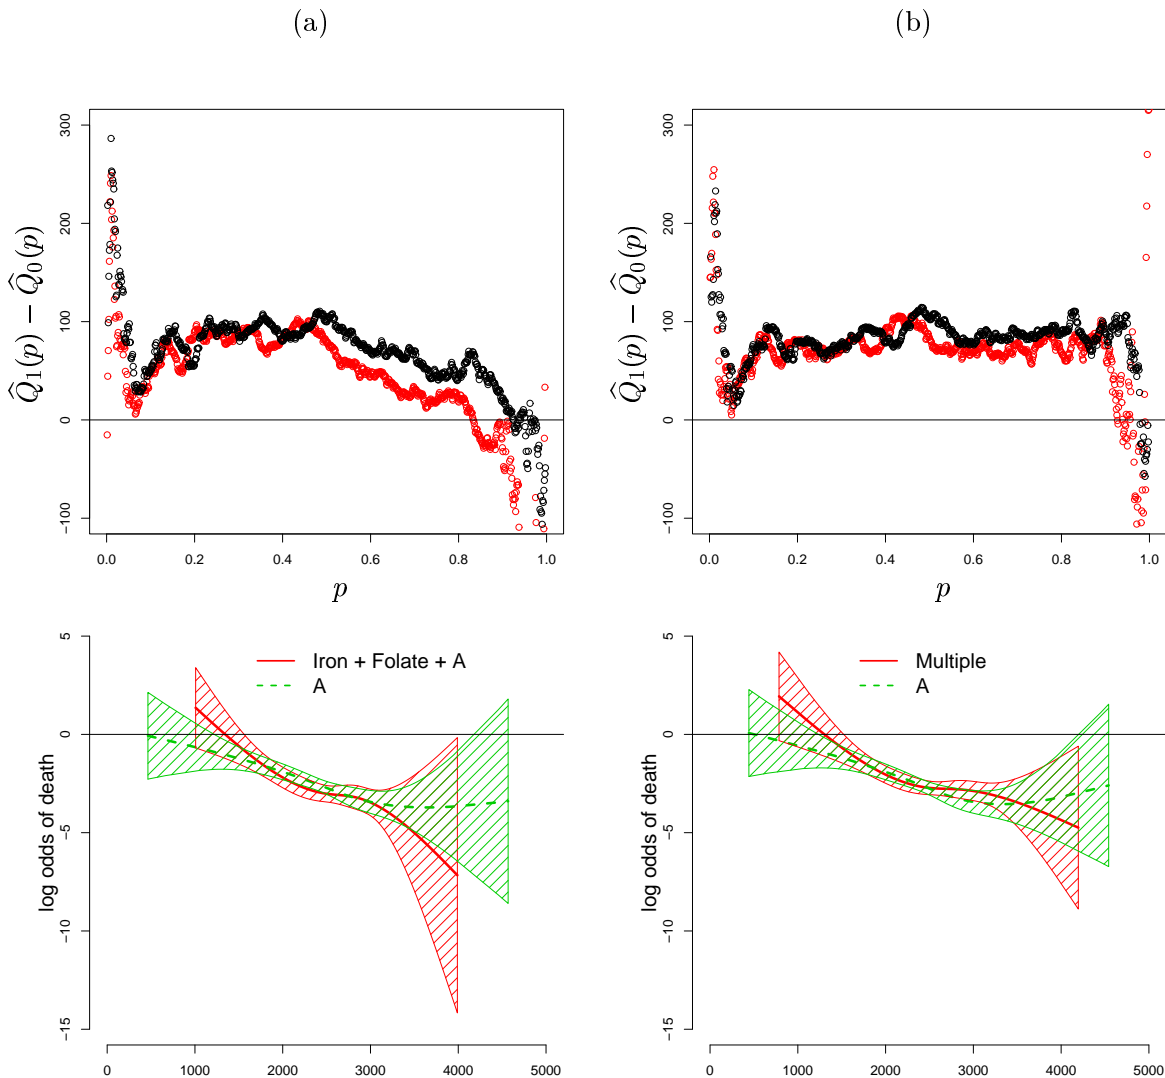 (a)
(b)
300
200
100
0
−100
Q̂₁(p) − Q̂₀(p)
0.0 0.2 0.4 0.6 0.8 1.0
p
300
200
100
0
−100
Q̂₁(p) − Q̂₀(p)
0.0 0.2 0.4 0.6 0.8 1.0
p
5
0
−5
−10
−15
log odds of death
Iron + Folate + A
A
0 1000 2000 3000 4000 5000
5
0
−5
−10
−15
log odds of death
Multiple
A
0 1000 2000 3000 4000 5000